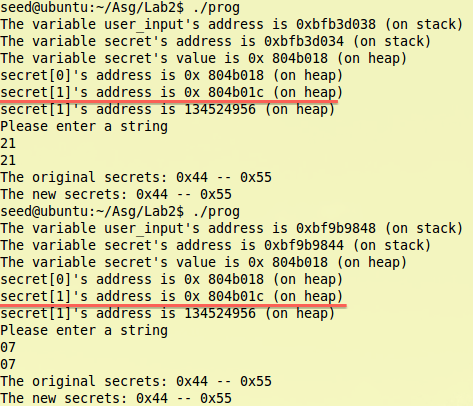 seed@ubuntu:~/Asg/Lab2$ ./prog
The variable user_input's address is 0xbfb3d038 (on stack)
The variable secret's address is 0xbfb3d034 (on stack)
The variable secret's value is 0x 804b018 (on heap)
secret[0]'s address is 0x 804b018 (on heap)
secret[1]'s address is 0x 804b01c (on heap)
secret[1]'s address is 134524956 (on heap)
Please enter a string
21
21
The original secrets: 0x44 -- 0x55
The new secrets: 0x44 -- 0x55
seed@ubuntu:~/Asg/Lab2$ ./prog
The variable user_input's address is 0xbf9b9848 (on stack)
The variable secret's address is 0xbf9b9844 (on stack)
The variable secret's value is 0x 804b018 (on heap)
secret[0]'s address is 0x 804b018 (on heap)
secret[1]'s address is 0x 804b01c (on heap)
secret[1]'s address is 134524956 (on heap)
Please enter a string
07
07
The original secrets: 0x44 -- 0x55
The new secrets: 0x44 -- 0x55